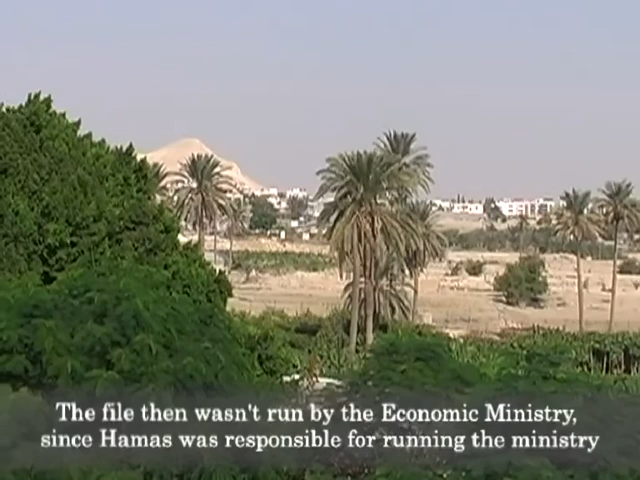 The file then wasn't run by the Economic Ministry,
since Hamas was responsible for running the ministry